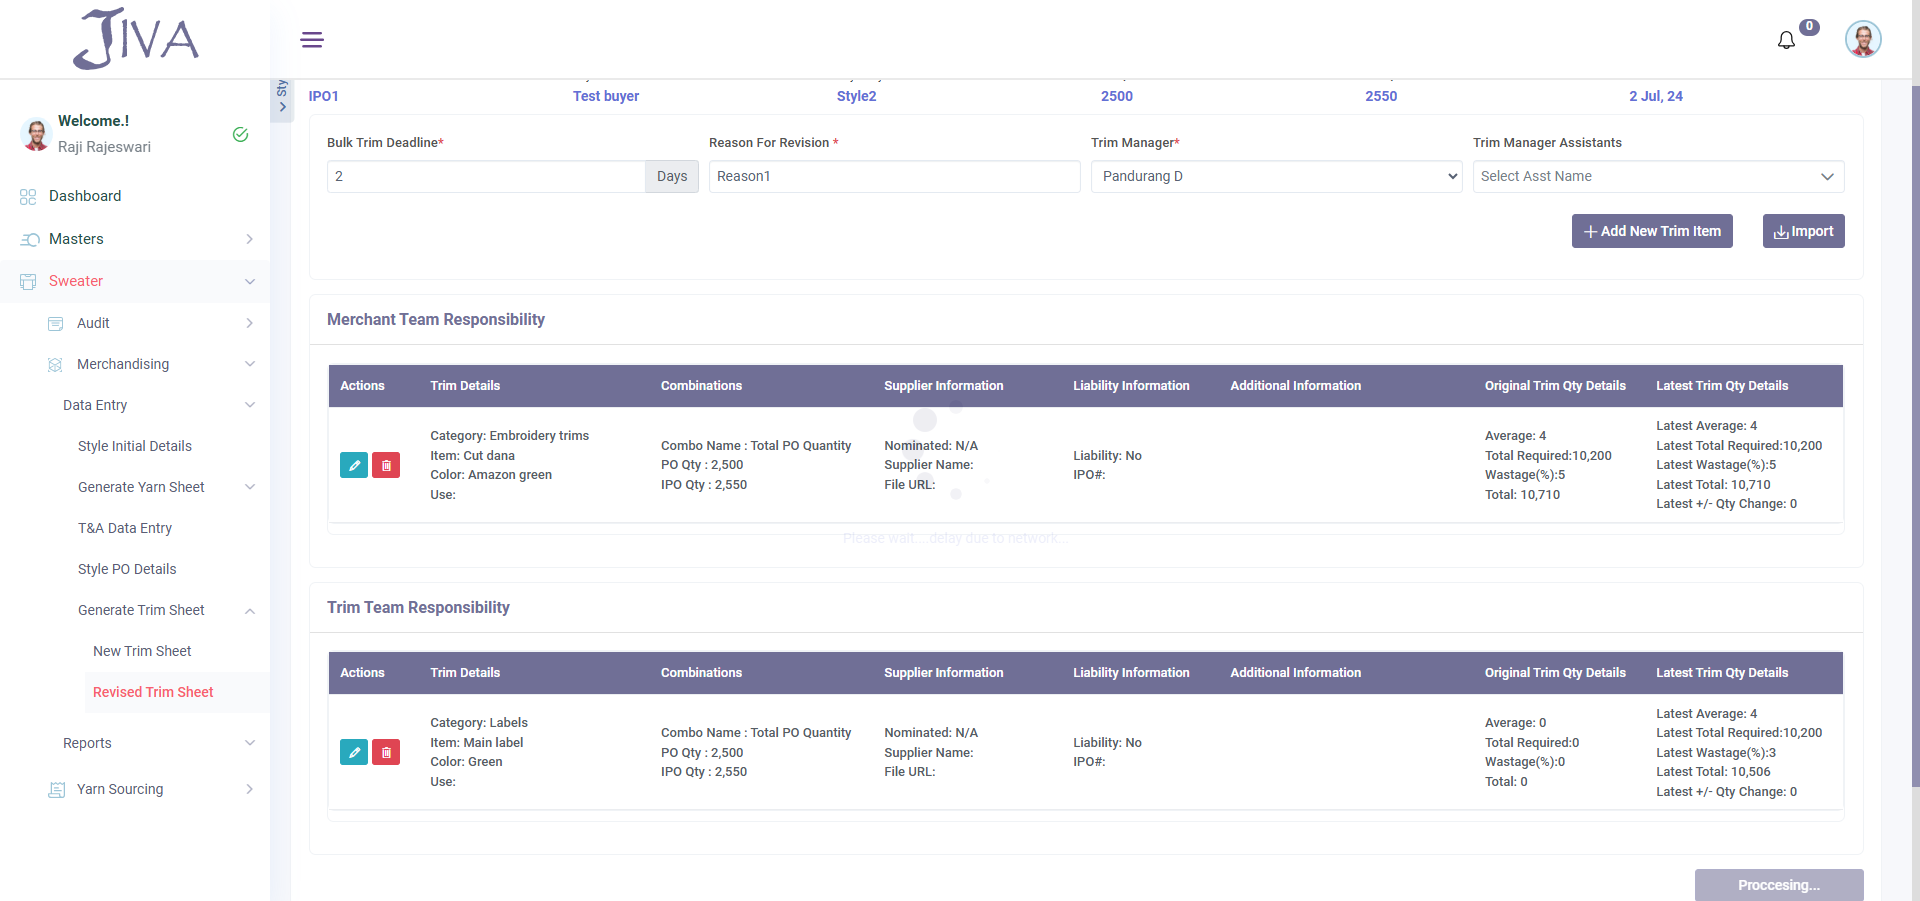 JIVA
0
Sty
IPO1
Test buyer
Style2
2500
2550
2 Jul, 24
Welcome.!
Raji Rajeswari
Dashboard
Masters
Sweater
Audit
Merchandising
Data Entry
Style Initial Details
Generate Yarn Sheet
T&A Data Entry
Style PO Details
Generate Trim Sheet
New Trim Sheet
Revised Trim Sheet
Reports
Yarn Sourcing
Bulk Trim Deadline*
Reason For Revision *
Trim Manager*
Trim Manager Assistants
2 Days
Reason1
Pandurang D
Select Asst Name
Add New Trim Item
Import
Merchant Team Responsibility
Actions Trim Details Combinations Supplier Information Liability Information Additional Information Original Trim Qty Details Latest Trim Qty Details
Category: Embroidery trims
Item: Cut dana
Color: Amazon green
Use:
Combo Name : Total PO Quantity
PO Qty : 2,500
IPO Qty : 2,550
Nominated: N/A
Supplier Name:
File URL:
Liability: No
IPO#:
Average: 4
Total Required:10,200
Wastage(%):5
Total: 10,710
Latest Average: 4
Latest Total Required:10,200
Latest Wastage(%):5
Latest Total: 10,710
Latest +/- Qty Change: 0
Please wait....delay due to network...
Trim Team Responsibility
Actions Trim Details Combinations Supplier Information Liability Information Additional Information Original Trim Qty Details Latest Trim Qty Details
Category: Labels
Item: Main label
Color: Green
Use:
Combo Name : Total PO Quantity
PO Qty : 2,500
IPO Qty : 2,550
Nominated: N/A
Supplier Name:
File URL:
Liability: No
IPO#:
Average: 0
Total Required:0
Wastage(%):0
Total: 0
Latest Average: 4
Latest Total Required:10,200
Latest Wastage(%):3
Latest Total: 10,506
Latest +/- Qty Change: 0
Proccesing...